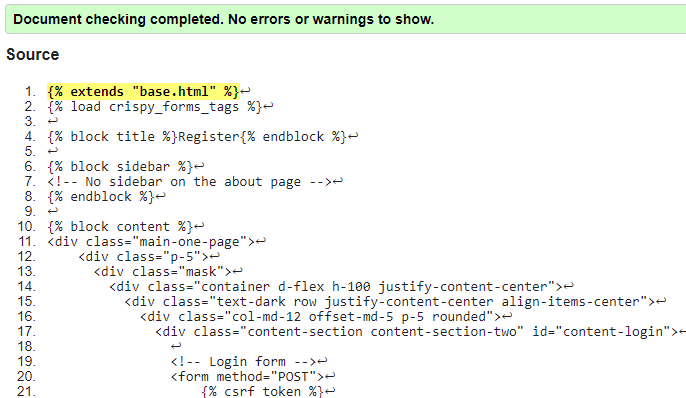 Document checking completed. No errors or warnings to show.
Source
1. {% extends "base.html" %}↩
2. {% load crispy_forms_tags %}↩
3. ↩
4. {% block title %}Register{% endblock %}↩
5. ↩
6. {% block sidebar %}↩
7. <!-- No sidebar on the about page -->↩
8. {% endblock %}↩
9. ↩
10. {% block content %}↩
11. <div class="main-one-page">↩
12. <div class="p-5">↩
13. <div class="mask">↩
14. <div class="container d-flex h-100 justify-content-center">↩
15. <div class="text-dark row justify-content-center align-items-center">↩
16. <div class="col-md-12 offset-md-5 p-5 rounded">↩
17. <div class="content-section content-section-two" id="content-login">↩
18. ↩
19. <!-- Login form -->↩
20. <form method="POST">↩
21. {% csrf_token %}↩